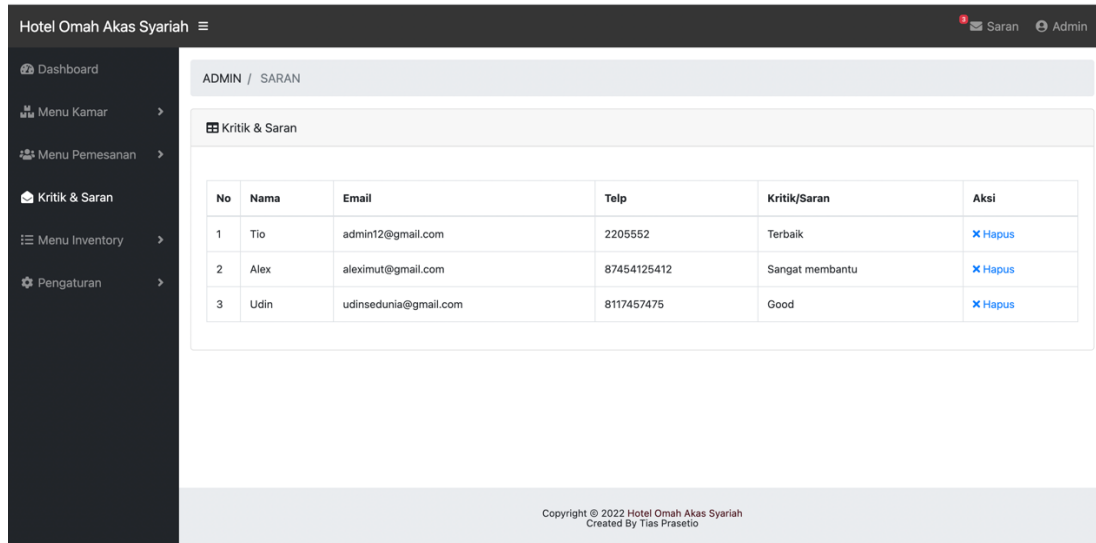 Hotel Omah Akas Syariah
3 Saran Admin
Dashboard
Menu Kamar
Menu Pemesanan
Kritik & Saran
Menu Inventory
Pengaturan
ADMIN / SARAN
Kritik & Saran
No Nama Email Telp Kritik/Saran Aksi
1 Tio admin12@gmail.com 2205552 Terbaik Hapus
2 Alex aleximut@gmail.com 87454125412 Sangat membantu Hapus
3 Udin udinsedunia@gmail.com 8117457475 Good Hapus
Copyright © 2022 Hotel Omah Akas Syariah
Created By Tias Prasetio